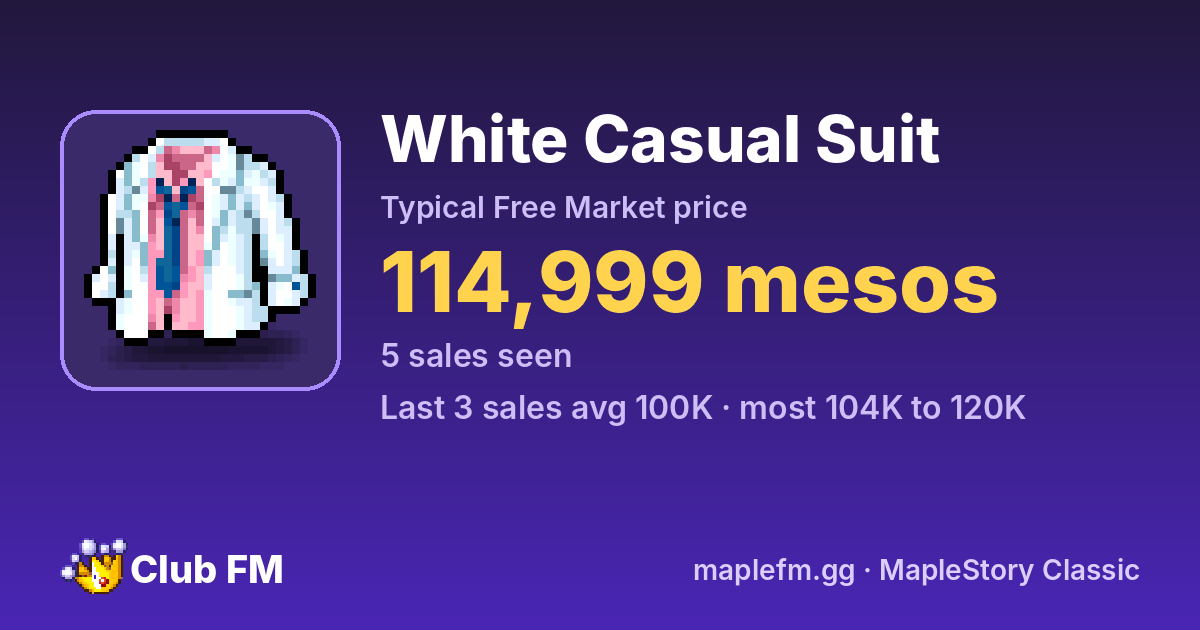 White Casual Suit
Typical Free Market price
114,999 mesos
5 sales seen
Last 3 sales avg 100K · most 104K to 120K
Club FM
maplefm.gg · MapleStory Classic